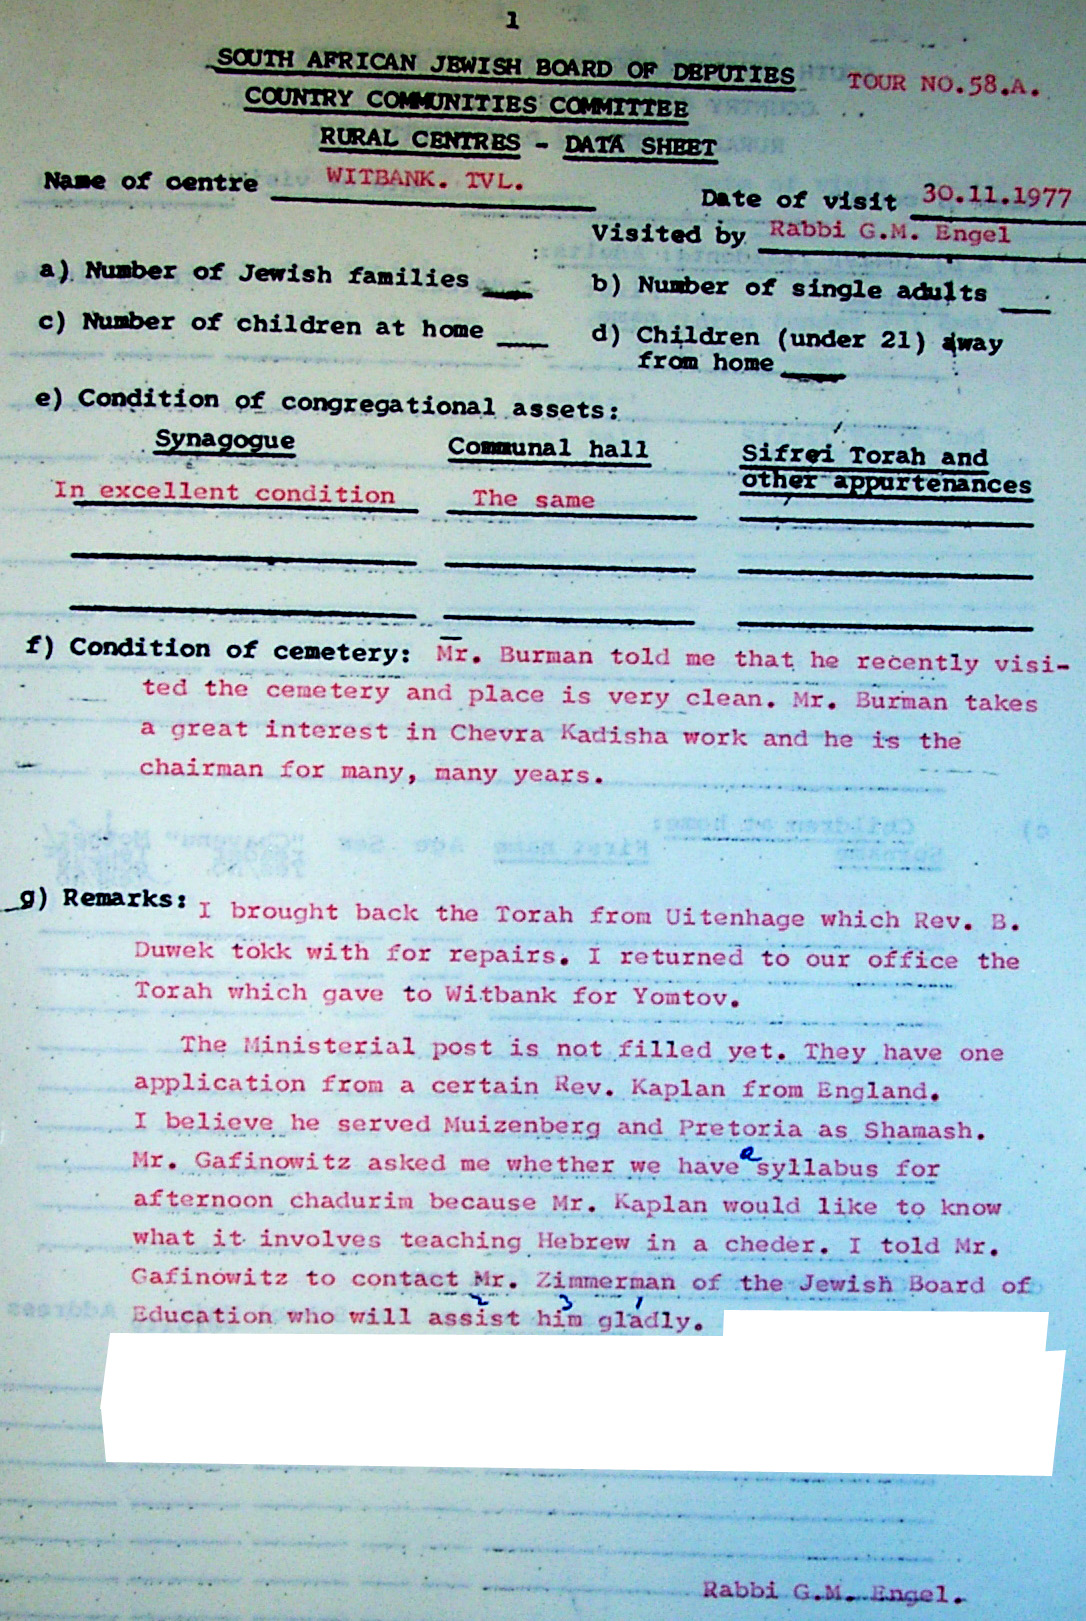 1
SOUTH AFRICAN JEWISH BOARD OF DEPUTIES TOUR NO.58.A.
COUNTRY COMMUNITIES COMMITTEE
RURAL CENTRES - DATA SHEET
Name of centre WITBANK. TVL.
Date of visit 30.11.1977
Visited by Rabbi G.M. Engel
a) Number of Jewish families
b) Number of single adults
c) Number of children at home
d) Children (under 21) away
from home
e) Condition of congregational assets:
Synagogue Communal hall Sifrei Torah and
other appurtenances
In excellent condition The same
f) Condition of cemetery: Mr. Burman told me that he recently visi-
ted the cemetery and place is very clean. Mr. Burman takes
a great interest in Chevra Kadisha work and he is the
chairman for many, many years.
g) Remarks: I brought back the Torah from Uitenhage which Rev. B.
Duwek tokk with for repairs. I returned to our office the
Torah which gave to Witbank for Yomtov.
The Ministerial post is not filled yet. They have one
application from a certain Rev. Kaplan from England.
I believe he served Muizenberg and Pretoria as Shamash.
Mr. Gafinowitz asked me whether we have a syllabus for
afternoon chadurim because Mr. Kaplan would like to know
what it involves teaching Hebrew in a cheder. I told Mr.
Gafinowitz to contact Mr. Zimmerman of the Jewish Board of
2 3 1
Education who will assist him gladly.
Rabbi G.M. Engel.